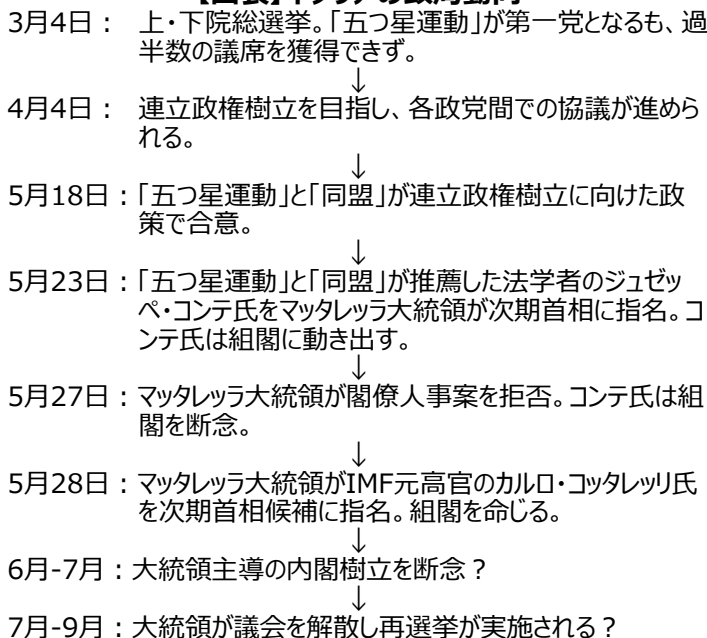 3月4日： 上・下院総選挙。「五つ星運動」が第一党となるも、過
半数の議席を獲得できず。
↓
4月4日： 連立政権樹立を目指し、各政党間での協議が進めら
れる。
↓
5月18日：「五つ星運動」と「同盟」が連立政権樹立に向けた政
策で合意。
↓
5月23日：「五つ星運動」と「同盟」が推薦した法学者のジュゼッ
ペ・コンテ氏をマッタレッラ大統領が次期首相に指名。コ
ンテ氏は組閣に動き出す。
↓
5月27日：マッタレッラ大統領が閣僚人事案を拒否。コンテ氏は組
閣を断念。
↓
5月28日：マッタレッラ大統領がIMF元高官のカルロ・コッタレッリ氏
を次期首相候補に指名。組閣を命じる。
↓
6月-7月：大統領主導の内閣樹立を断念？
↓
7月-9月：大統領が議会を解散し再選挙が実施される？